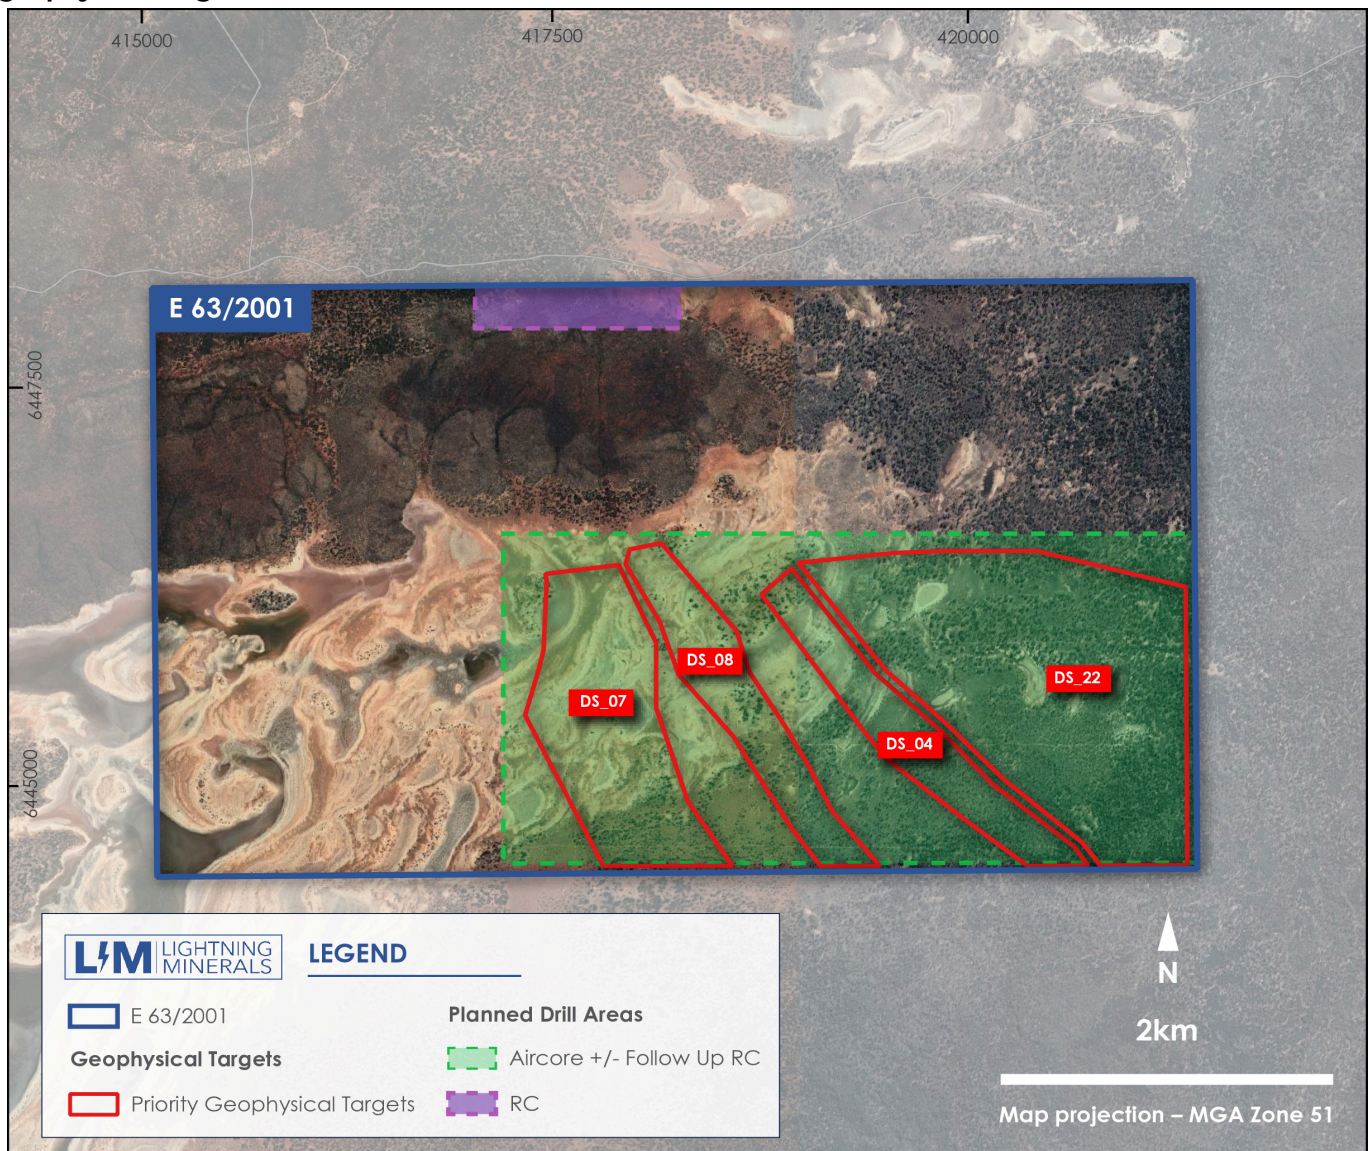 415000
417500
420000
E 63/2001
6447500
DS_08
DS_22
DS_07
DS_04
6445000
LM LIGHTNING MINERALS
LEGEND
E 63/2001
Geophysical Targets
Priority Geophysical Targets
Planned Drill Areas
Aircore +/- Follow Up RC
RC
N
2km
Map projection – MGA Zone 51